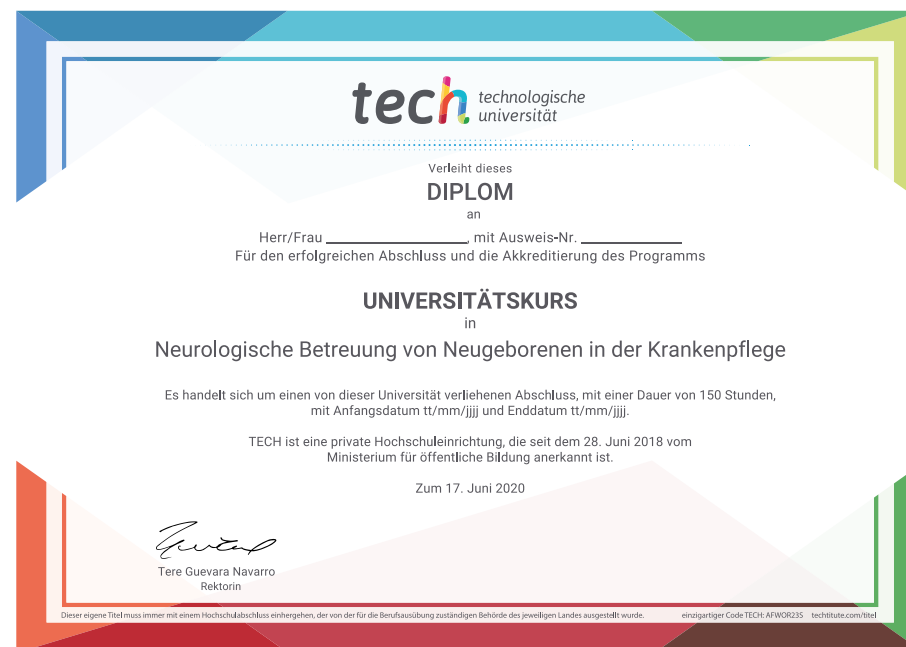 tech technologische
universität
Verleiht dieses
DIPLOM
an
Herr/Frau ____________________, mit Ausweis-Nr. ______________
Für den erfolgreichen Abschluss und die Akkreditierung des Programms
UNIVERSITÄTSKURS
in
Neurologische Betreuung von Neugeborenen in der Krankenpflege
Es handelt sich um einen von dieser Universität verliehenen Abschluss, mit einer Dauer von 150 Stunden,
mit Anfangsdatum tt/mm/jjjj und Enddatum tt/mm/jjjj.
TECH ist eine private Hochschuleinrichtung, die seit dem 28. Juni 2018 vom
Ministerium für öffentliche Bildung anerkannt ist.
Zum 17. Juni 2020
Tere Guevara Navarro
Rektorin
Dieser eigene Titel muss immer mit einem Hochschulabschluss einhergehen, der von der für die Berufsausübung zuständigen Behörde des jeweiligen Landes ausgestellt wurde. einzigartiger Code TECH: AFWOR23S techtitute.com/titel